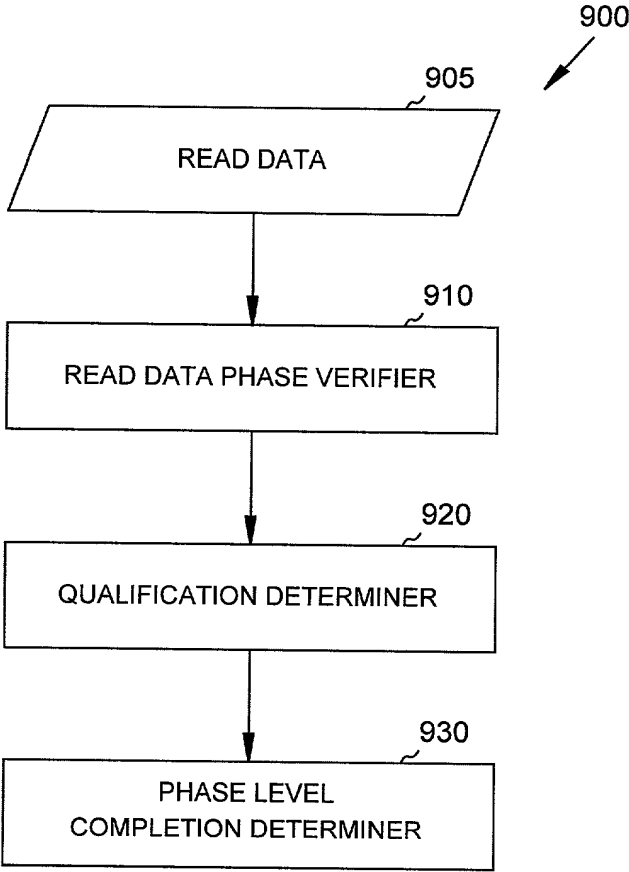 900
905
READ DATA
910
READ DATA PHASE VERIFIER
920
QUALIFICATION DETERMINER
930
PHASE LEVEL
COMPLETION DETERMINER